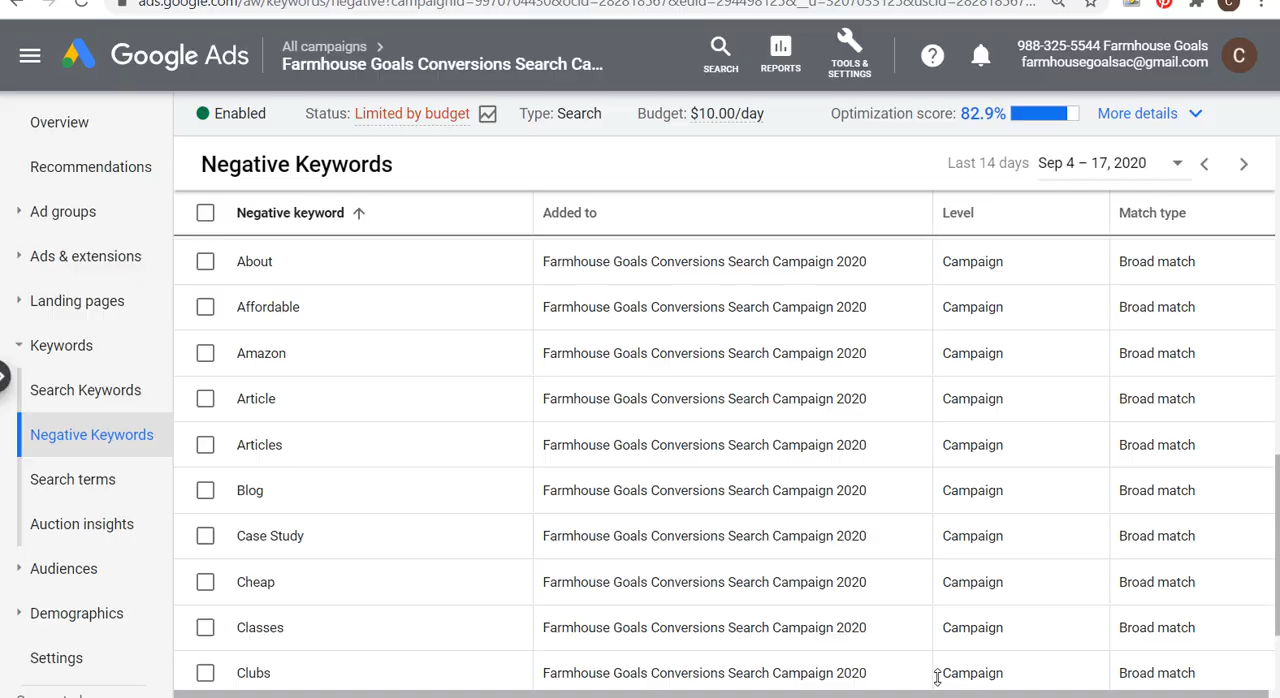 Google Ads
All campaigns >
Farmhouse Goals Conversions Search Ca...
SEARCH
REPORTS
TOOLS &
SETTINGS
?
988-325-5544 Farmhouse Goals
farmhousegoalsac@gmail.com
C
Overview
Recommendations
Ad groups
Ads & extensions
Landing pages
Keywords
Search Keywords
Negative Keywords
Search terms
Auction insights
Audiences
Demographics
Settings
Enabled Status: Limited by budget Type: Search Budget: $10.00/day Optimization score: 82.9% More details
Negative Keywords
Last 14 days Sep 4 – 17, 2020
Negative keyword Added to Level Match type
About Farmhouse Goals Conversions Search Campaign 2020 Campaign Broad match
Affordable Farmhouse Goals Conversions Search Campaign 2020 Campaign Broad match
Amazon Farmhouse Goals Conversions Search Campaign 2020 Campaign Broad match
Article Farmhouse Goals Conversions Search Campaign 2020 Campaign Broad match
Articles Farmhouse Goals Conversions Search Campaign 2020 Campaign Broad match
Blog Farmhouse Goals Conversions Search Campaign 2020 Campaign Broad match
Case Study Farmhouse Goals Conversions Search Campaign 2020 Campaign Broad match
Cheap Farmhouse Goals Conversions Search Campaign 2020 Campaign Broad match
Classes Farmhouse Goals Conversions Search Campaign 2020 Campaign Broad match
Clubs Farmhouse Goals Conversions Search Campaign 2020 Campaign Broad match